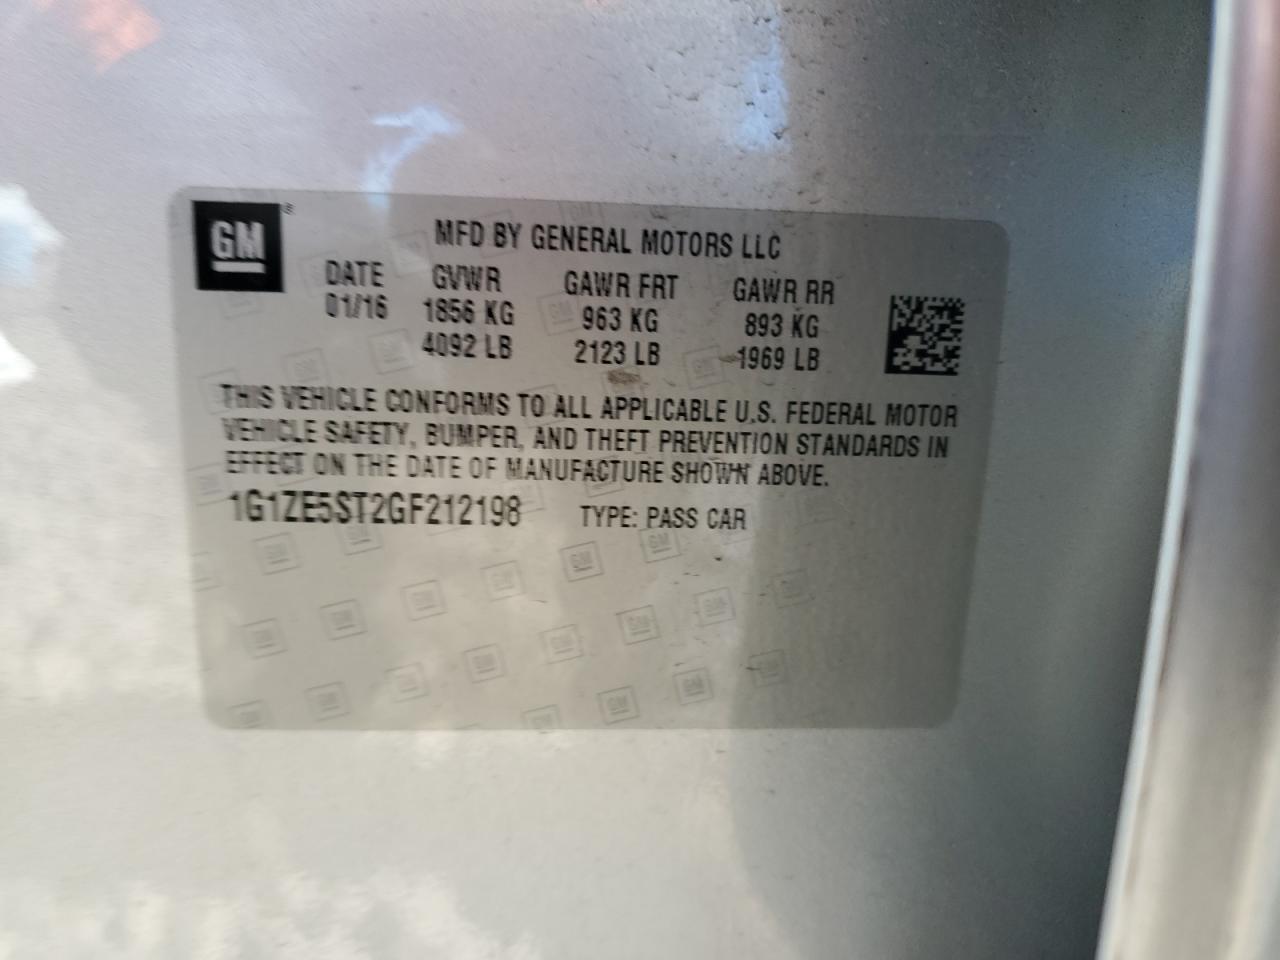 GM®
MFD BY GENERAL MOTORS LLC
DATE GVWR GAWR FRT GAWR RR
01/16 1856 KG 963 KG 893 KG
4092 LB 2123 LB 1969 LB
THIS VEHICLE CONFORMS TO ALL APPLICABLE U.S. FEDERAL MOTOR
VEHICLE SAFETY, BUMPER, AND THEFT PREVENTION STANDARDS IN
EFFECT ON THE DATE OF MANUFACTURE SHOWN ABOVE.
1G1ZE5ST2GF212198 TYPE: PASS CAR